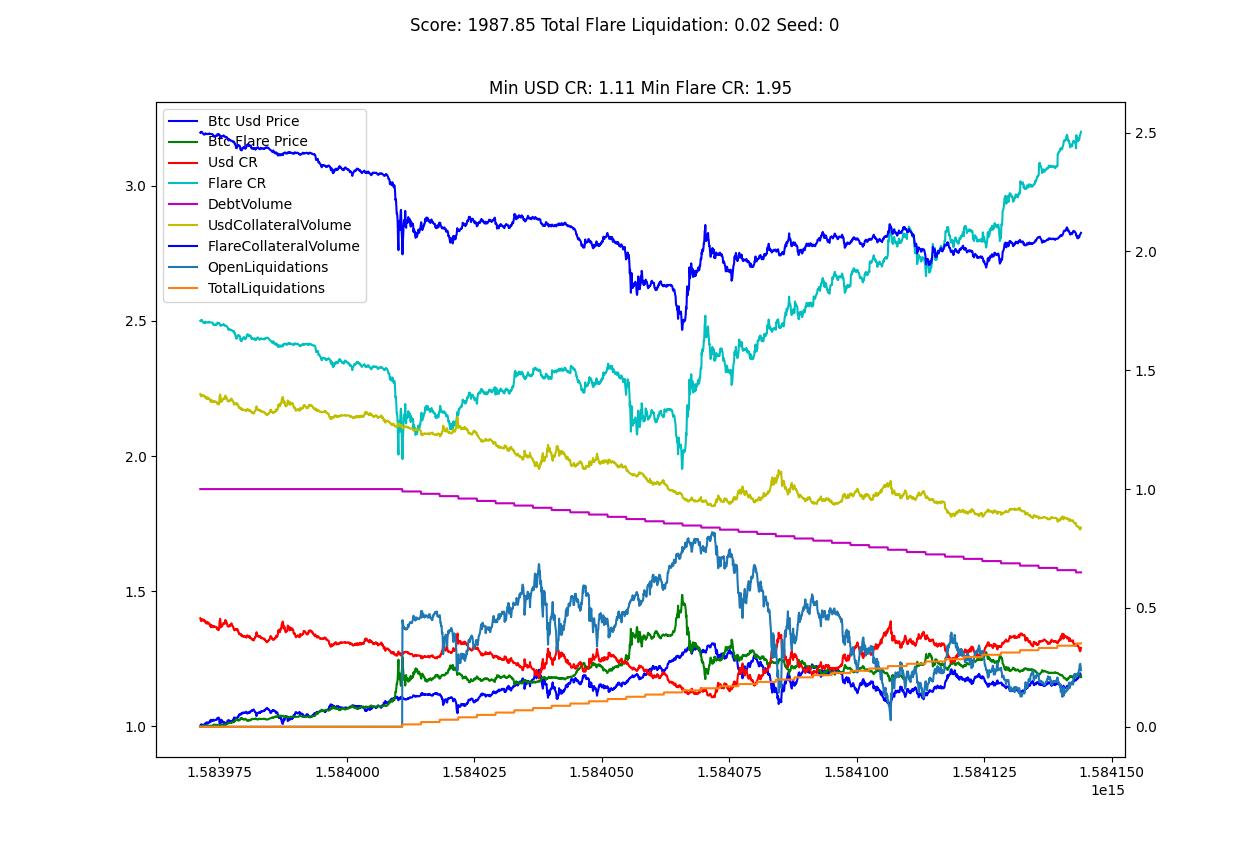 Score: 1987.85 Total Flare Liquidation: 0.02 Seed: 0
Min USD CR: 1.11 Min Flare CR: 1.95
Btc Usd Price
Btc Flare Price
Usd CR
Flare CR
DebtVolume
UsdCollateralVolume
FlareCollateralVolume
OpenLiquidations
TotalLiquidations
3.0
2.5
2.0
1.5
1.0
2.5
2.0
1.5
1.0
0.5
0.0
1.583975 1.584000 1.584025 1.584050 1.584075 1.584100 1.584125 1.584150
1e15